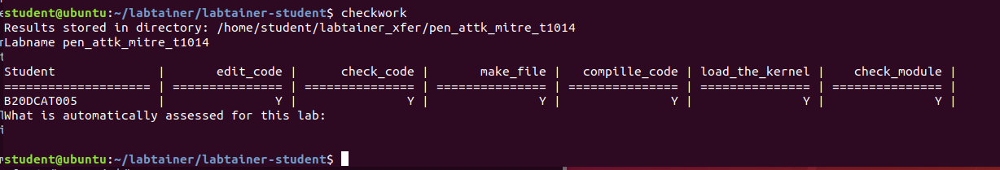 student@ubuntu:~/labtainer/labtainer-student$ checkwork
Results stored in directory: /home/student/labtainer_xfer/pen_attk_mitre_t1014
Labname pen_attk_mitre_t1014
Student | edit_code | check_code | make_file | compille_code | load_the_kernel | check_module |
==================== | =============== | =============== | =============== | =============== | =============== | =============== |
B20DCAT005 | Y | Y | Y | Y | Y | Y |
What is automatically assessed for this lab:
student@ubuntu:~/labtainer/labtainer-student$